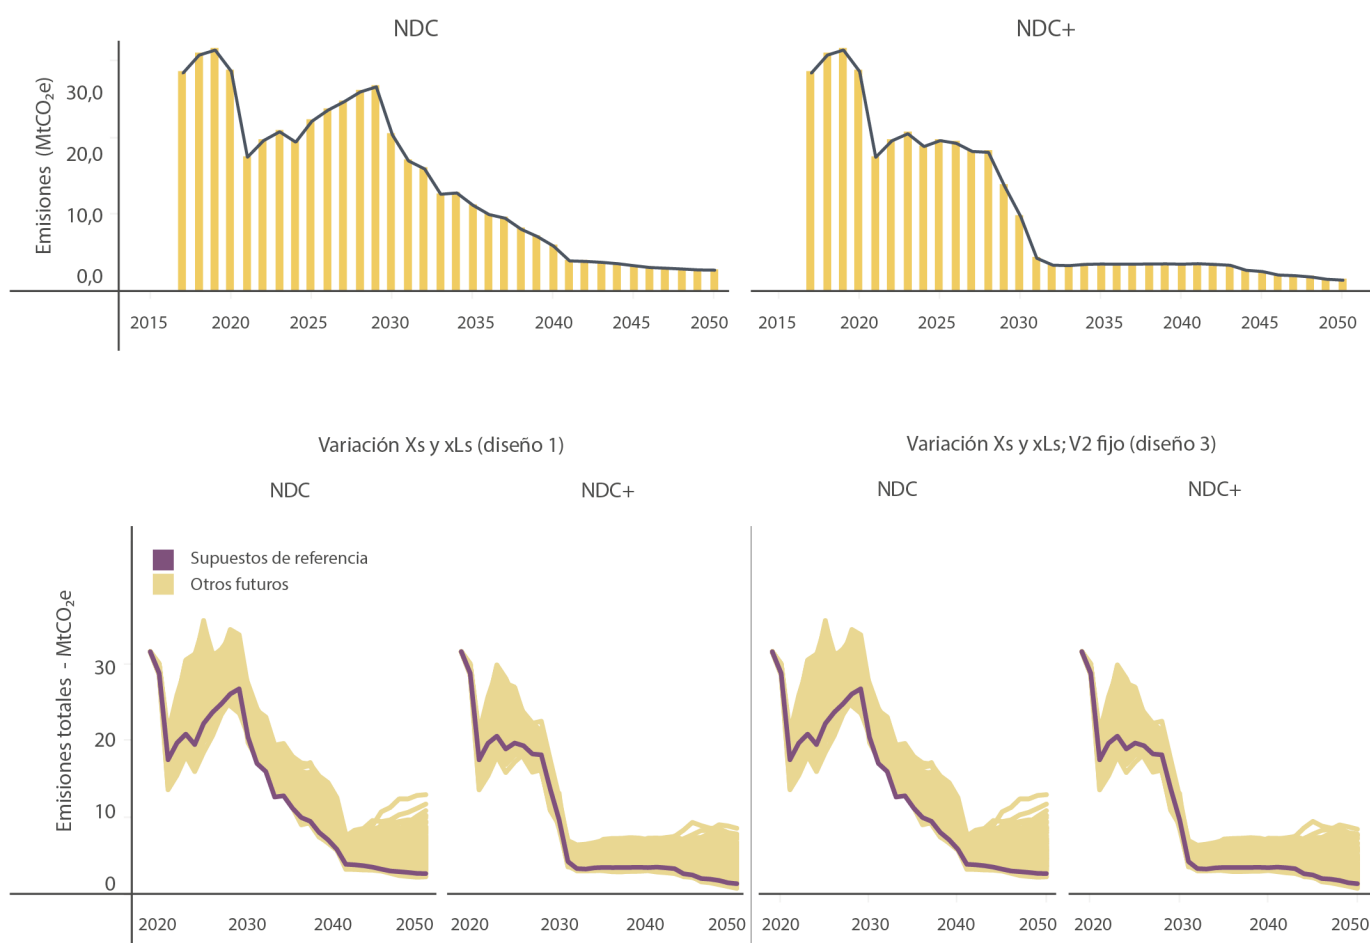 NDC
NDC+
Emisiones (MtCO₂e)
30,0
20,0
10,0
0,0
2015 2020 2025 2030 2035 2040 2045 2050
2015 2020 2025 2030 2035 2040 2045 2050
Variación Xs y xLs (diseño 1)
Variación Xs y xLs; V2 fijo (diseño 3)
NDC
NDC+
NDC
NDC+
Supuestos de referencia
Otros futuros
Emisiones totales - MtCO₂e
30
20
10
0
2020 2030 2040 2050
2020 2030 2040 2050
2020 2030 2040 2050
2020 2030 2040 2050